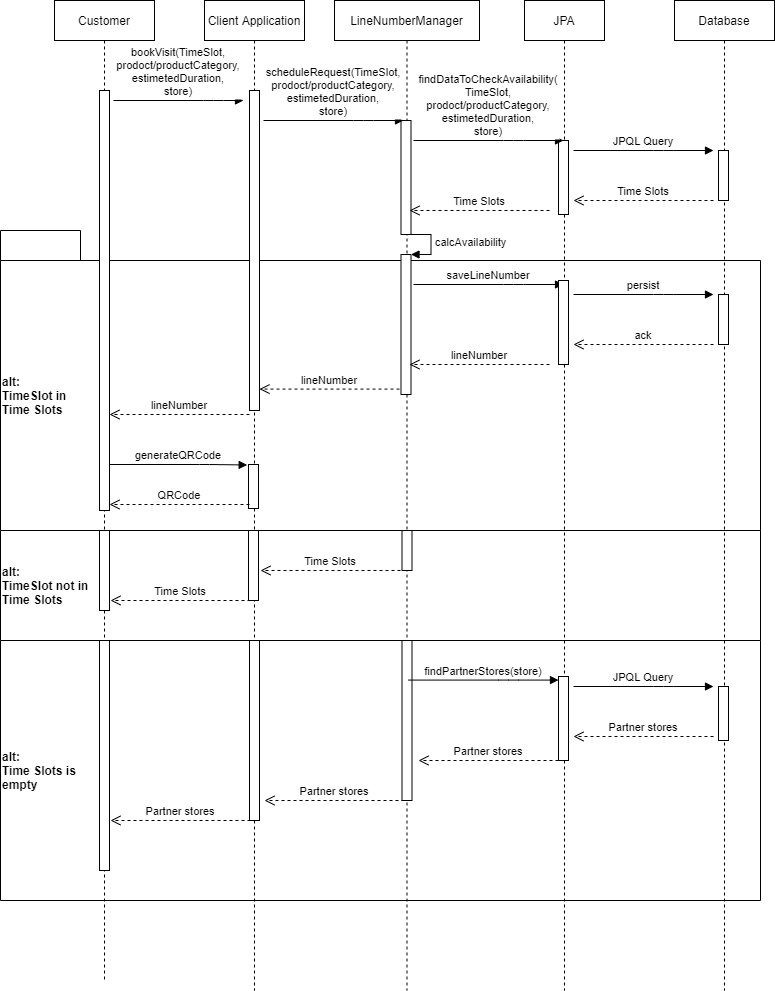 Customer
Client Application
LineNumberManager
JPA
Database
bookVisit(TimeSlot,
prodoct/productCategory,
estimetedDuration,
store)
scheduleRequest(TimeSlot,
prodoct/productCategory,
estimetedDuration,
store)
findDataToCheckAvailability(
TimeSlot,
prodoct/productCategory,
estimetedDuration,
store)
JPQL Query
Time Slots
Time Slots
calcAvailability
saveLineNumber
persist
ack
lineNumber
lineNumber
lineNumber
alt:
TimeSlot in
Time Slots
generateQRCode
QRCode
alt:
TimeSlot not in
Time Slots
Time Slots
Time Slots
findPartnerStores(store)
JPQL Query
Partner stores
Partner stores
alt:
Time Slots is
empty
Partner stores
Partner stores